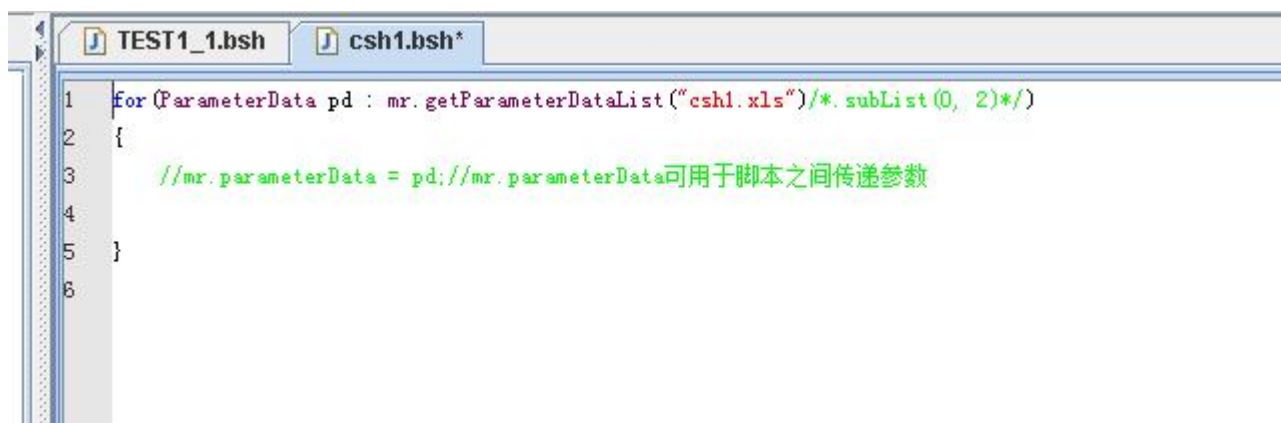 TEST1_1.bsh csh1.bsh*
1 for(ParameterData pd : mr.getParameterDataList("csh1.xls")/*.subList(0, 2)*/)
2 {
3 //mr.parameterData = pd;//mr.parameterData可用于脚本之间传递参数
4
5 }
6